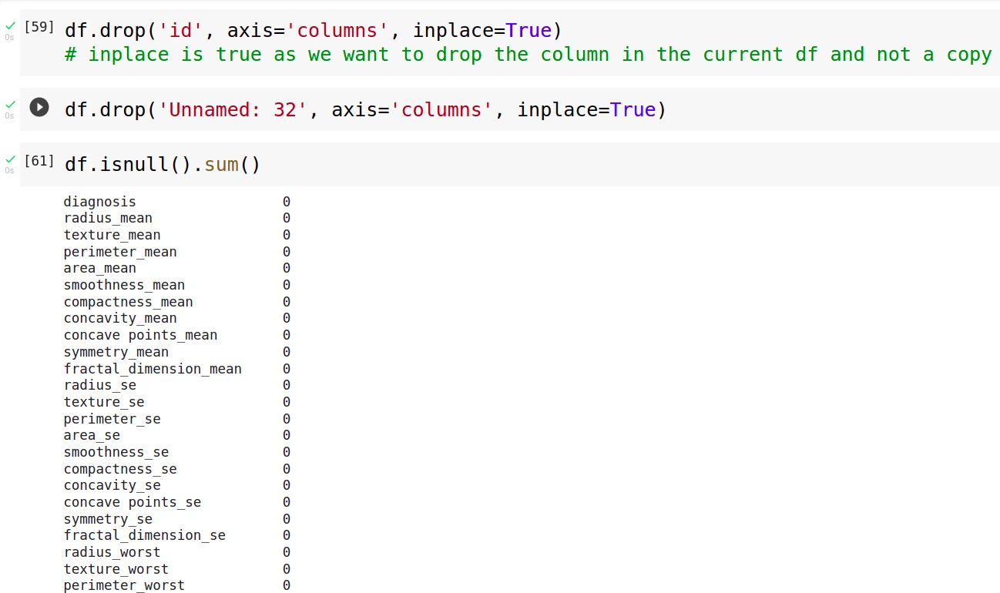 [59] df.drop('id', axis='columns', inplace=True)
0s # inplace is true as we want to drop the column in the current df and not a copy
df.drop('Unnamed: 32', axis='columns', inplace=True)
0s
[61] df.isnull().sum()
0s
diagnosis 0
radius_mean 0
texture_mean 0
perimeter_mean 0
area_mean 0
smoothness_mean 0
compactness_mean 0
concavity_mean 0
concave points_mean 0
symmetry_mean 0
fractal_dimension_mean 0
radius_se 0
texture_se 0
perimeter_se 0
area_se 0
smoothness_se 0
compactness_se 0
concavity_se 0
concave points_se 0
symmetry_se 0
fractal_dimension_se 0
radius_worst 0
texture_worst 0
perimeter_worst 0